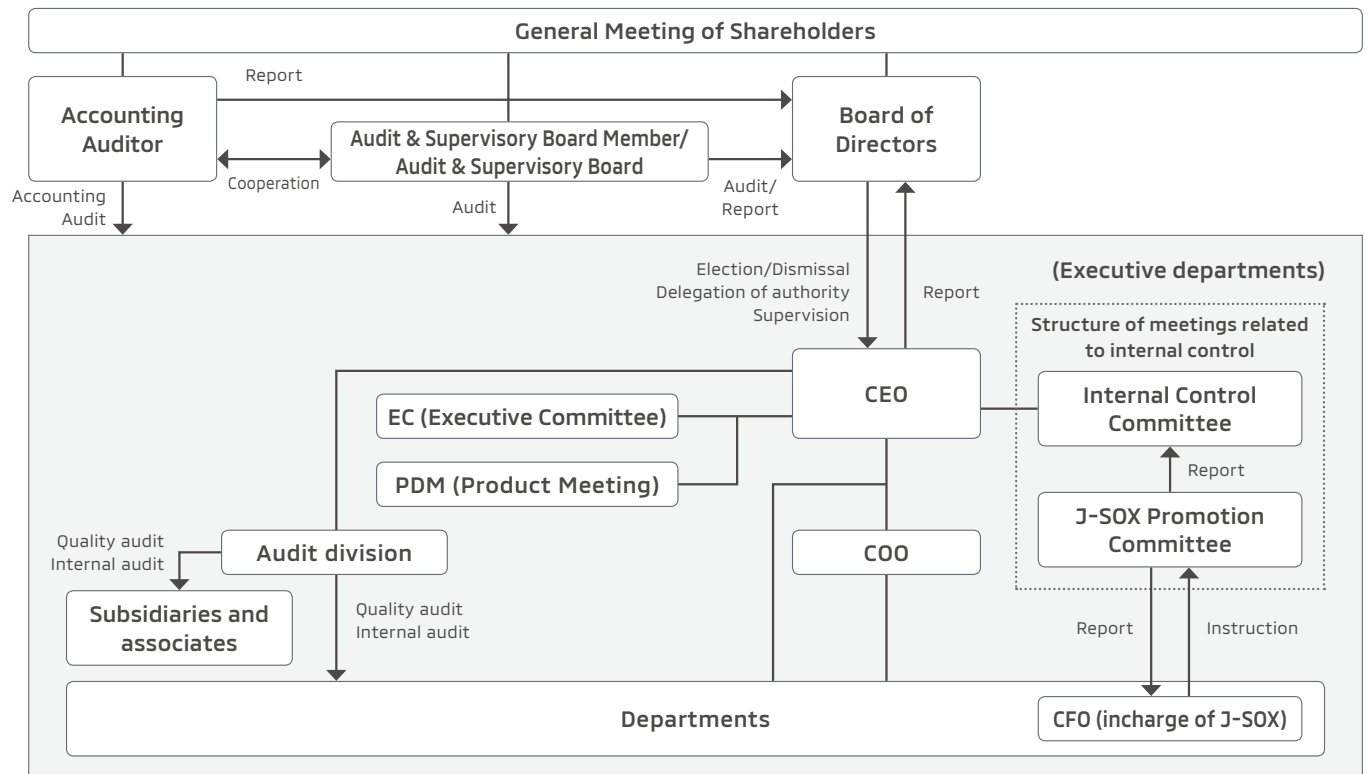 General Meeting of Shareholders
Report
Accounting
Auditor
Audit & Supervisory Board Member/
Audit & Supervisory Board
Board of
Directors
Cooperation
Accounting
Audit
Audit
Audit/
Report
Election/Dismissal
Delegation of authority
Supervision
Report
(Executive departments)
Structure of meetings related
to internal control
CEO
Internal Control
Committee
EC (Executive Committee)
Report
PDM (Product Meeting)
J-SOX Promotion
Committee
Quality audit
Internal audit
Audit division
COO
Subsidiaries and
associates
Quality audit
Internal audit
Report
Instruction
Departments
CFO (incharge of J-SOX)